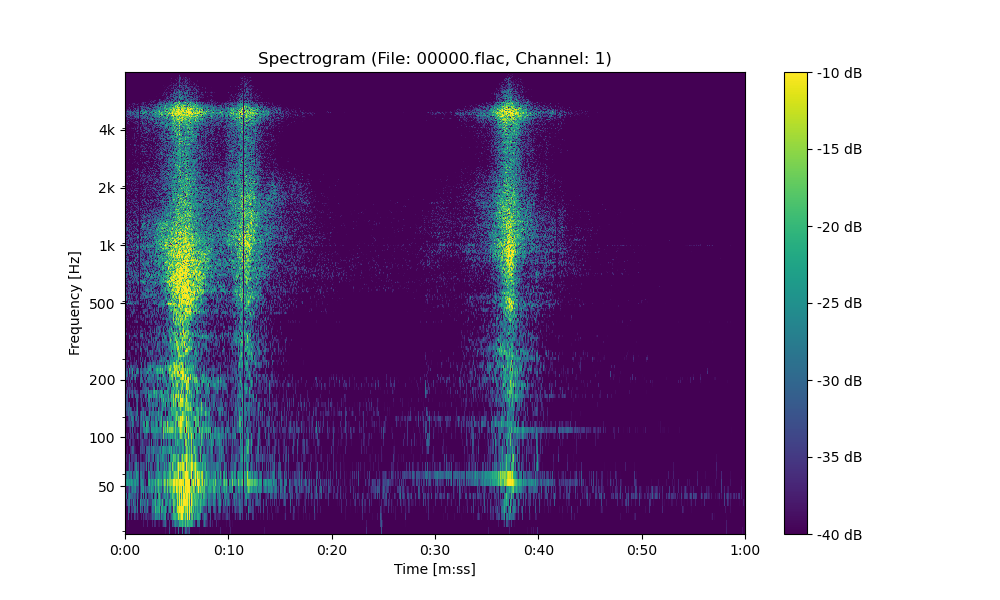 Spectrogram (File: 00000.flac, Channel: 1)
Frequency [Hz]
4k
2k
1k
500
200
100
50
0:00 0:10 0:20 0:30 0:40 0:50 1:00
Time [m:ss]
-10 dB
-15 dB
-20 dB
-25 dB
-30 dB
-35 dB
-40 dB